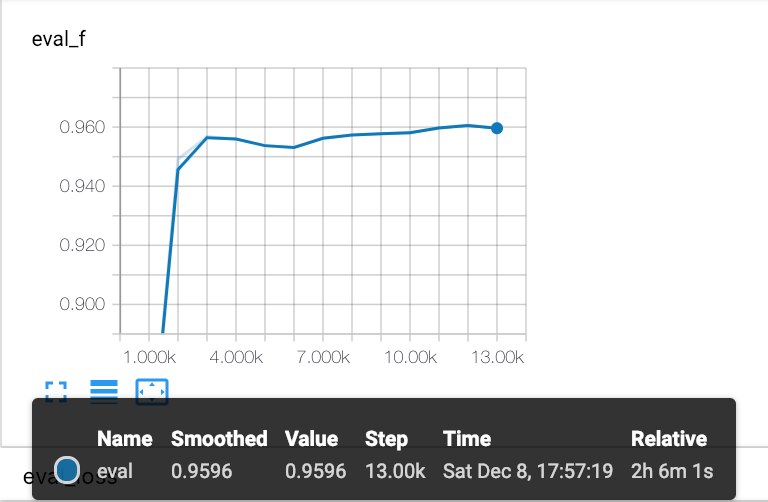 eval_f
0.960
0.940
0.920
0.900
1.000k 4.000k 7.000k 10.00k 13.00k
Name Smoothed Value Step Time Relative
eval 0.9596 0.9596 13.00k Sat Dec 8, 17:57:19 2h 6m 1s
eval_loss